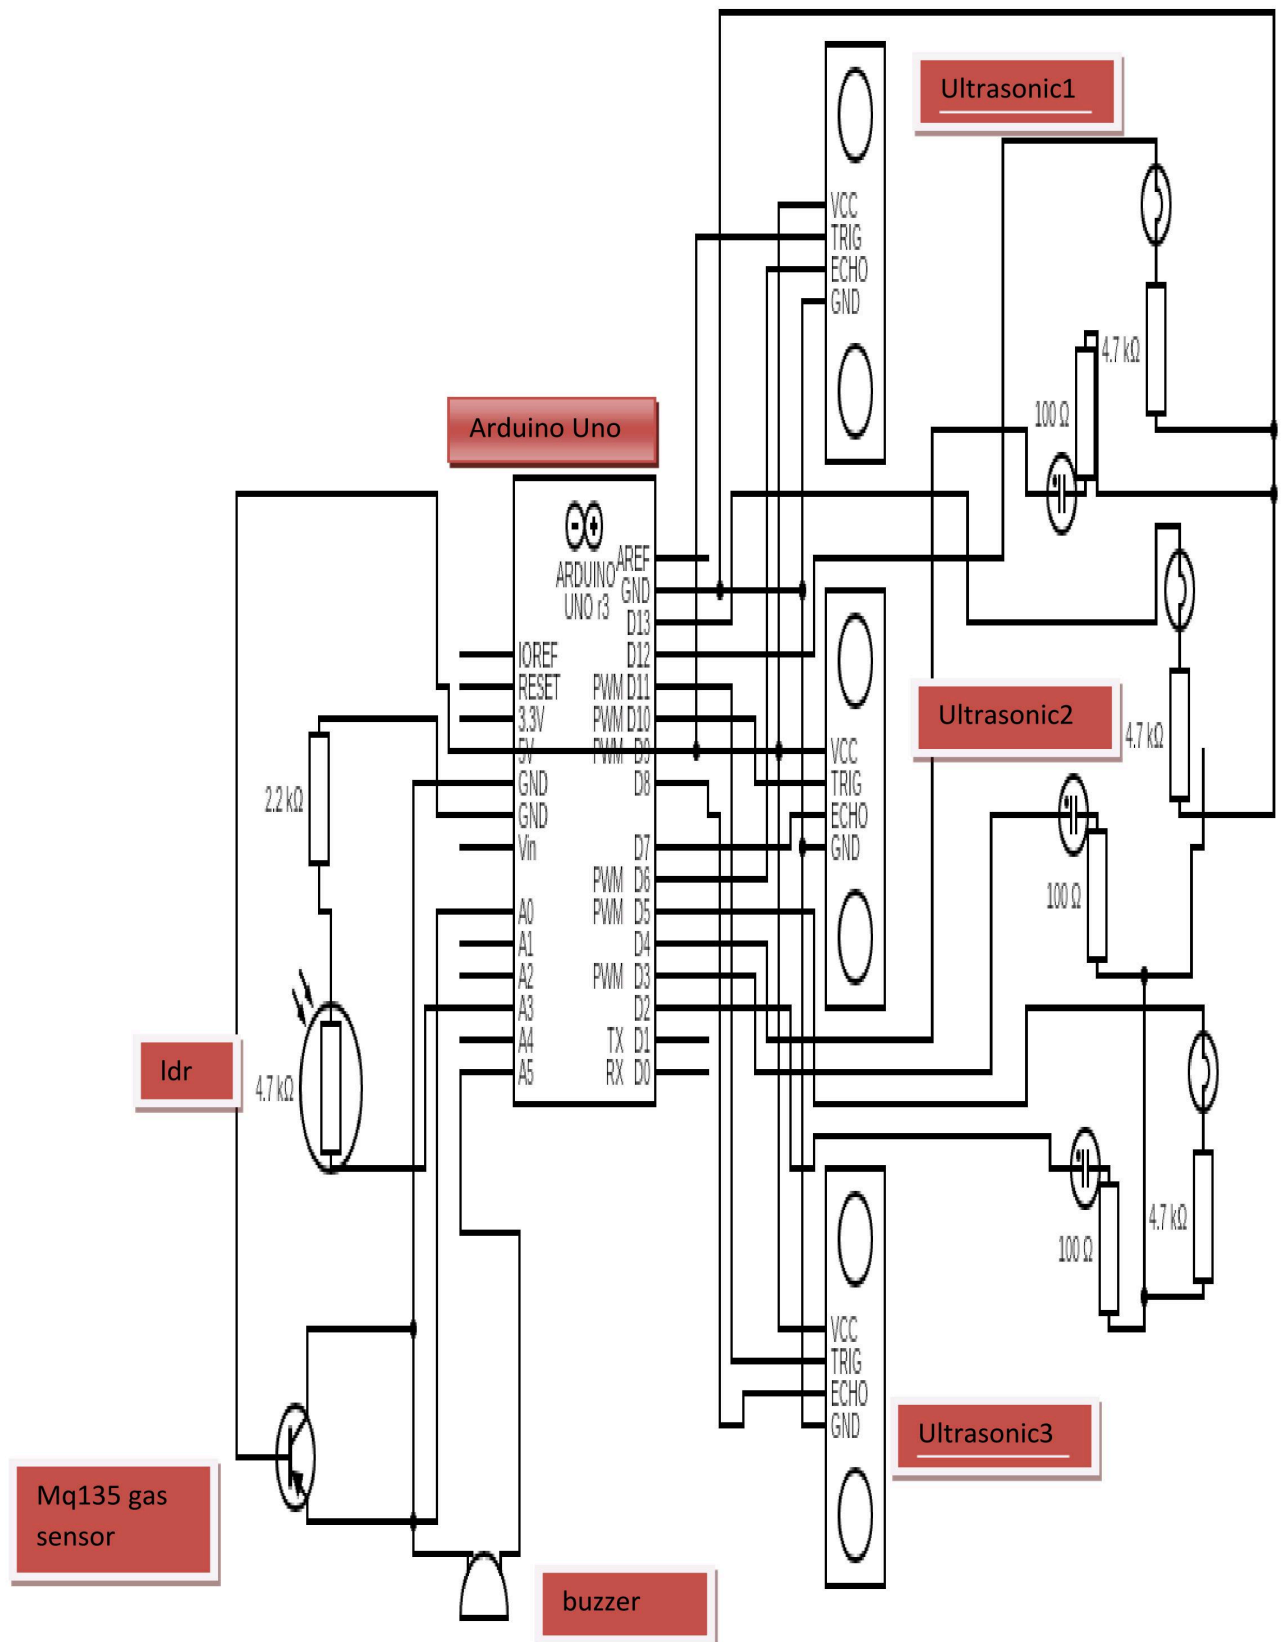 Ultrasonic1
VCC
TRIG
ECHO
GND
4.7 kΩ
100 Ω
Arduino Uno
ARDUINO
UNO r3
AREF
GND
D13
D12
PWM D11
PWM D10
PWM D9
D8
D7
PWM D6
PWM D5
D4
PWM D3
D2
TX D1
RX D0
IOREF
RESET
3.3V
5V
GND
GND
Vin
A0
A1
A2
A3
A4
A5
Ultrasonic2
VCC
TRIG
ECHO
GND
4.7 kΩ
100 Ω
2.2 kΩ
ldr
4.7 kΩ
100 Ω
4.7 kΩ
VCC
TRIG
ECHO
GND
Ultrasonic3
Mq135 gas
sensor
buzzer